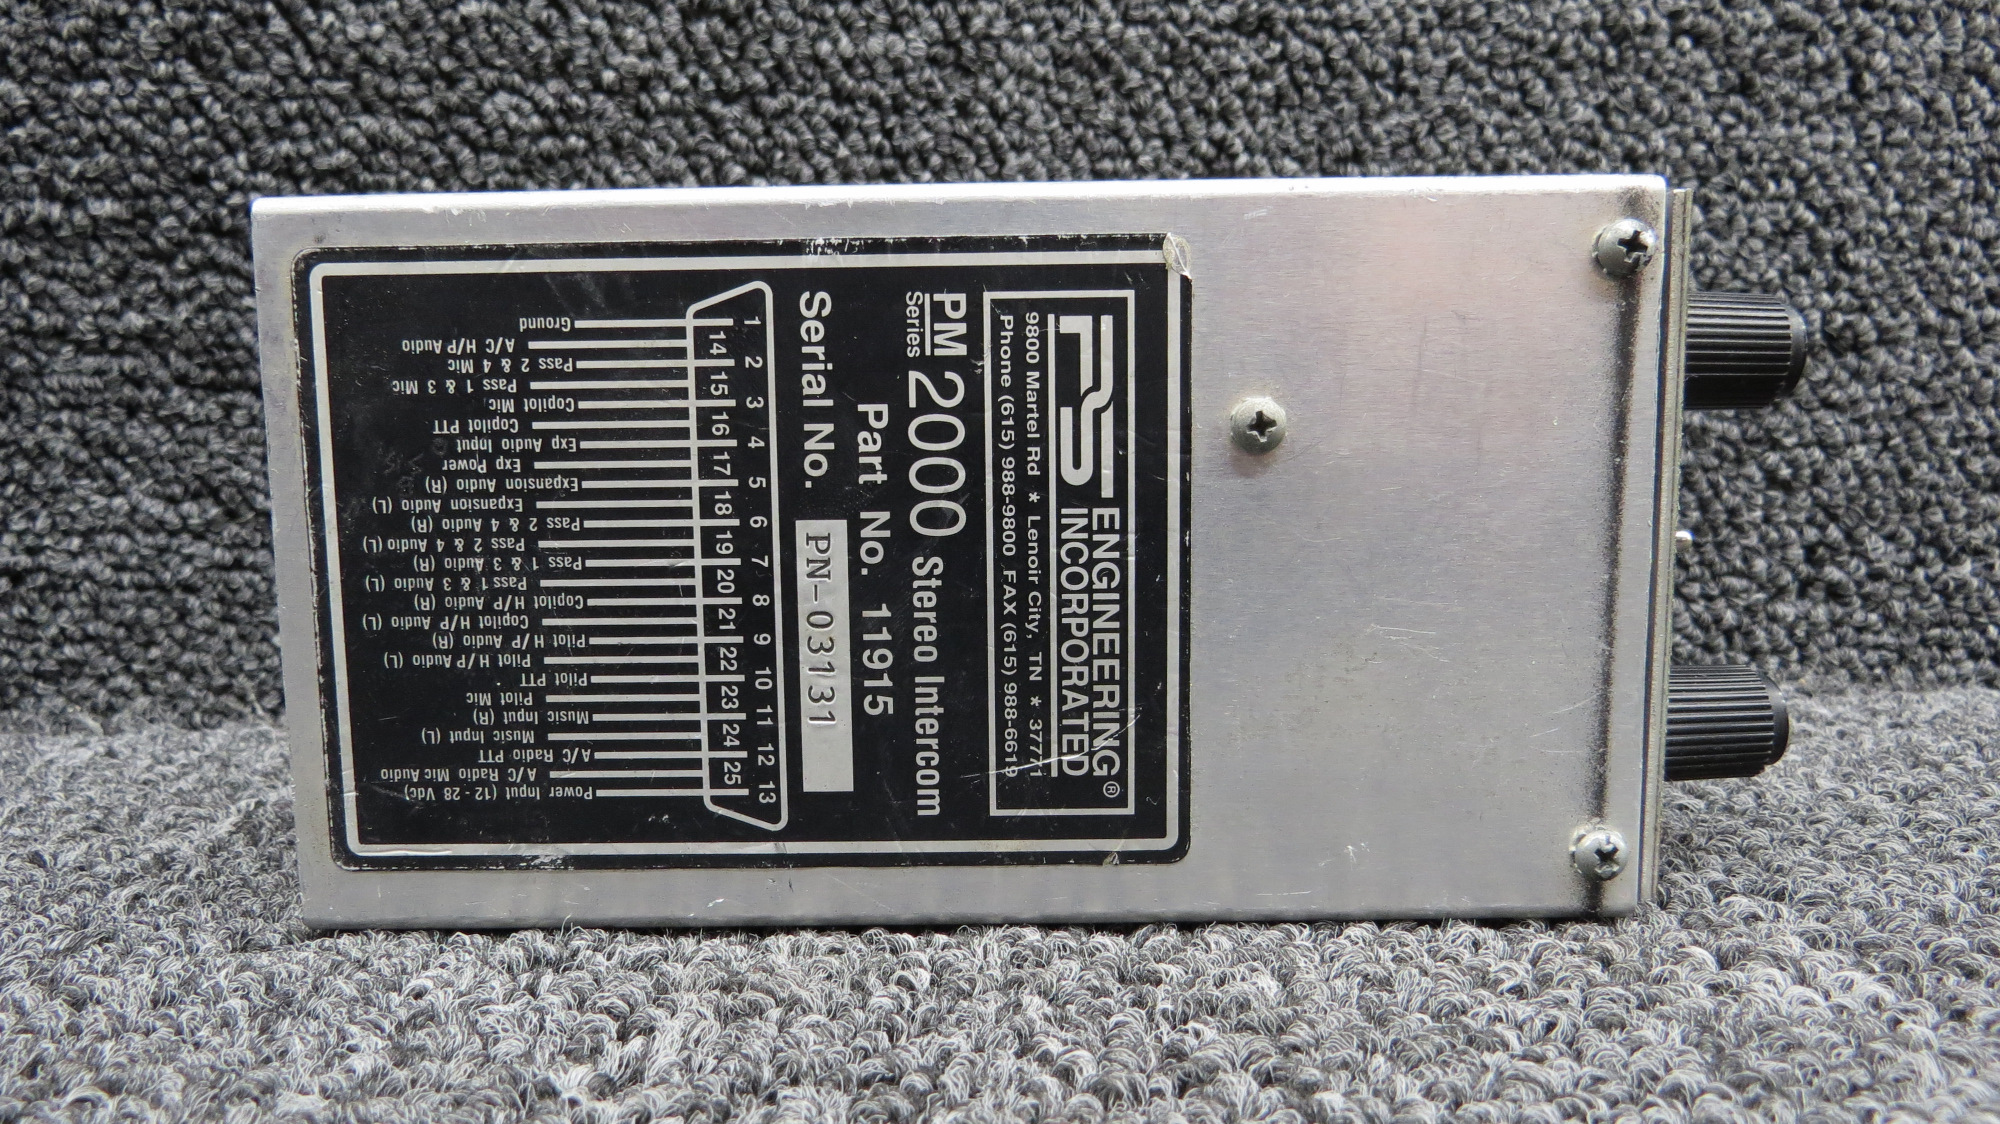 PS ENGINEERING
INCORPORATED®
9800 Martel Rd * Lenoir City, TN * 37771
Phone (615) 988-9800 FAX (615) 988-6619
PM 2000 Stereo Intercom
Series
Part No. 11915
Serial No. PN-03131
1 2 3 4 5 6 7 8 9 10 11 12 13
14 15 16 17 18 19 20 21 22 23 24 25
Ground
A/C H/P Audio
Pass 2 & 4 Mic
Pass 1 & 3 Mic
Copilot Mic
Copilot PTT
Exp Audio Input
Exp Power
Expansion Audio (R)
Expansion Audio (L)
Pass 2 & 4 Audio (R)
Pass 2 & 4 Audio (L)
Pass 1 & 3 Audio (R)
Pass 1 & 3 Audio (L)
Copilot H/P Audio (R)
Copilot H/P Audio (L)
Pilot H/P Audio (R)
Pilot H/P Audio (L)
Pilot PTT
Pilot Mic
Music Input (R)
Music Input (L)
A/C Radio PTT
A/C Radio Mic Audio
Power Input (12 - 28 Vdc)